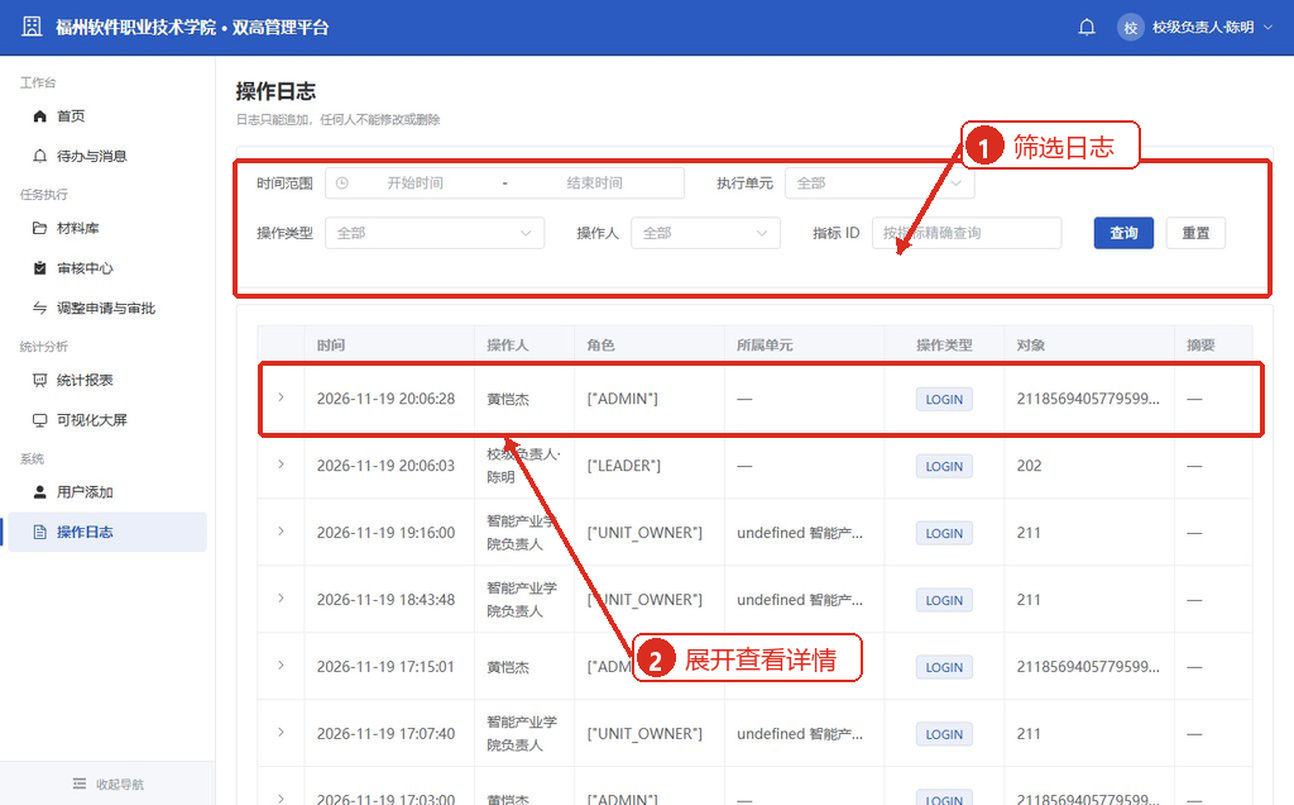 福州软件职业技术学院 • 双高管理平台
校 校级负责人·陈明
工作台
首页
待办与消息
任务执行
材料库
审核中心
调整申请与审批
统计分析
统计报表
可视化大屏
系统
用户添加
操作日志
收起导航
操作日志
日志只能追加，任何人不能修改或删除
1 筛选日志
时间范围 开始时间 - 结束时间 执行单元 全部
操作类型 全部 操作人 全部 指标 ID 按指标精确查询 查询 重置
时间 操作人 角色 所属单元 操作类型 对象 摘要
2026-11-19 20:06:28 黄恺杰 ["ADMIN"] — LOGIN 2118569405779599... —
2026-11-19 20:06:03 校级负责人·陈明 ["LEADER"] — LOGIN 202 —
2026-11-19 19:16:00 智能产业学院负责人 ["UNIT_OWNER"] undefined 智能产... LOGIN 211 —
2026-11-19 18:43:48 智能产业学院负责人 ["UNIT_OWNER"] undefined 智能产... LOGIN 211 —
2 展开查看详情
2026-11-19 17:15:01 黄恺杰 ["ADM LOGIN 2118569405779599... —
2026-11-19 17:07:40 智能产业学院负责人 ["UNIT_OWNER"] undefined 智能产... LOGIN 211 —
2026-11-19 17:03:00 黄恺杰 ["ADMIN"] — LOGIN 2118569405779599... —